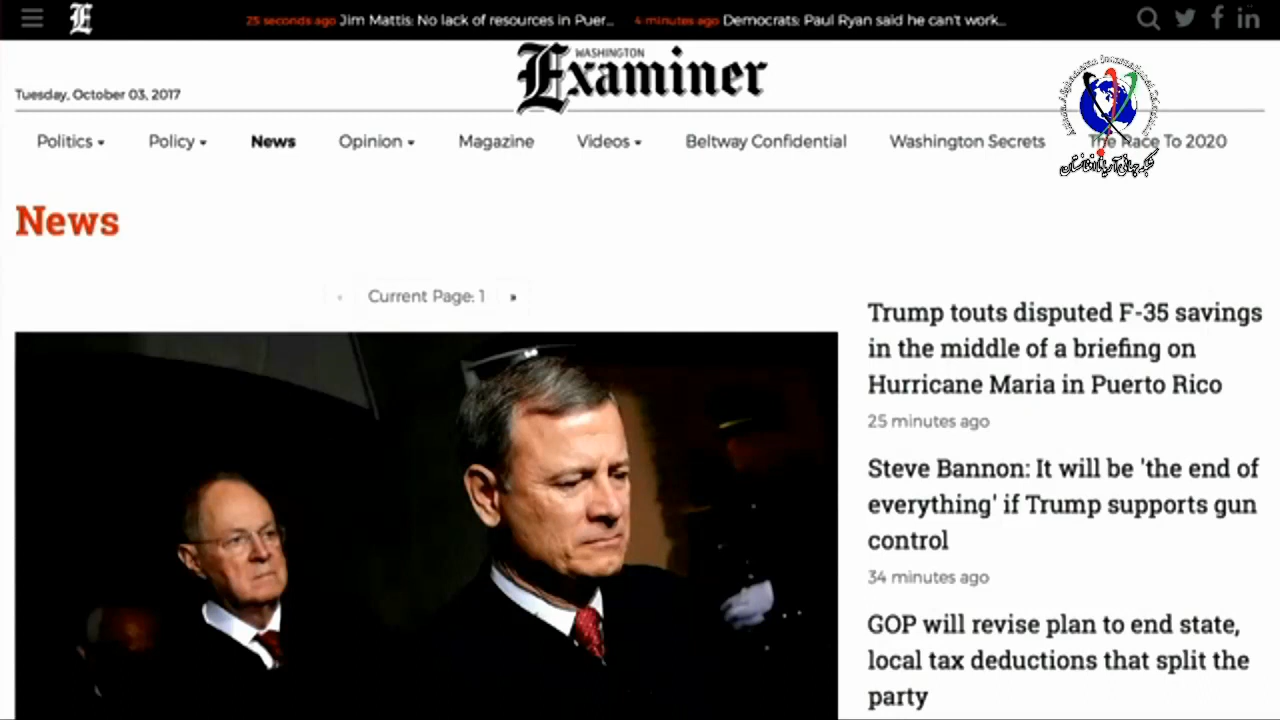 25 seconds ago Jim Mattis: No lack of resources in Puer... 4 minutes ago Democrats: Paul Ryan said he can't work...
WASHINGTON
Examiner
Tuesday, October 03, 2017
Politics Policy News Opinion Magazine Videos Beltway Confidential Washington Secrets The Race To 2020
News
« Current Page: 1 »
Trump touts disputed F-35 savings
in the middle of a briefing on
Hurricane Maria in Puerto Rico
25 minutes ago
Steve Bannon: It will be 'the end of
everything' if Trump supports gun
control
34 minutes ago
GOP will revise plan to end state,
local tax deductions that split the
party